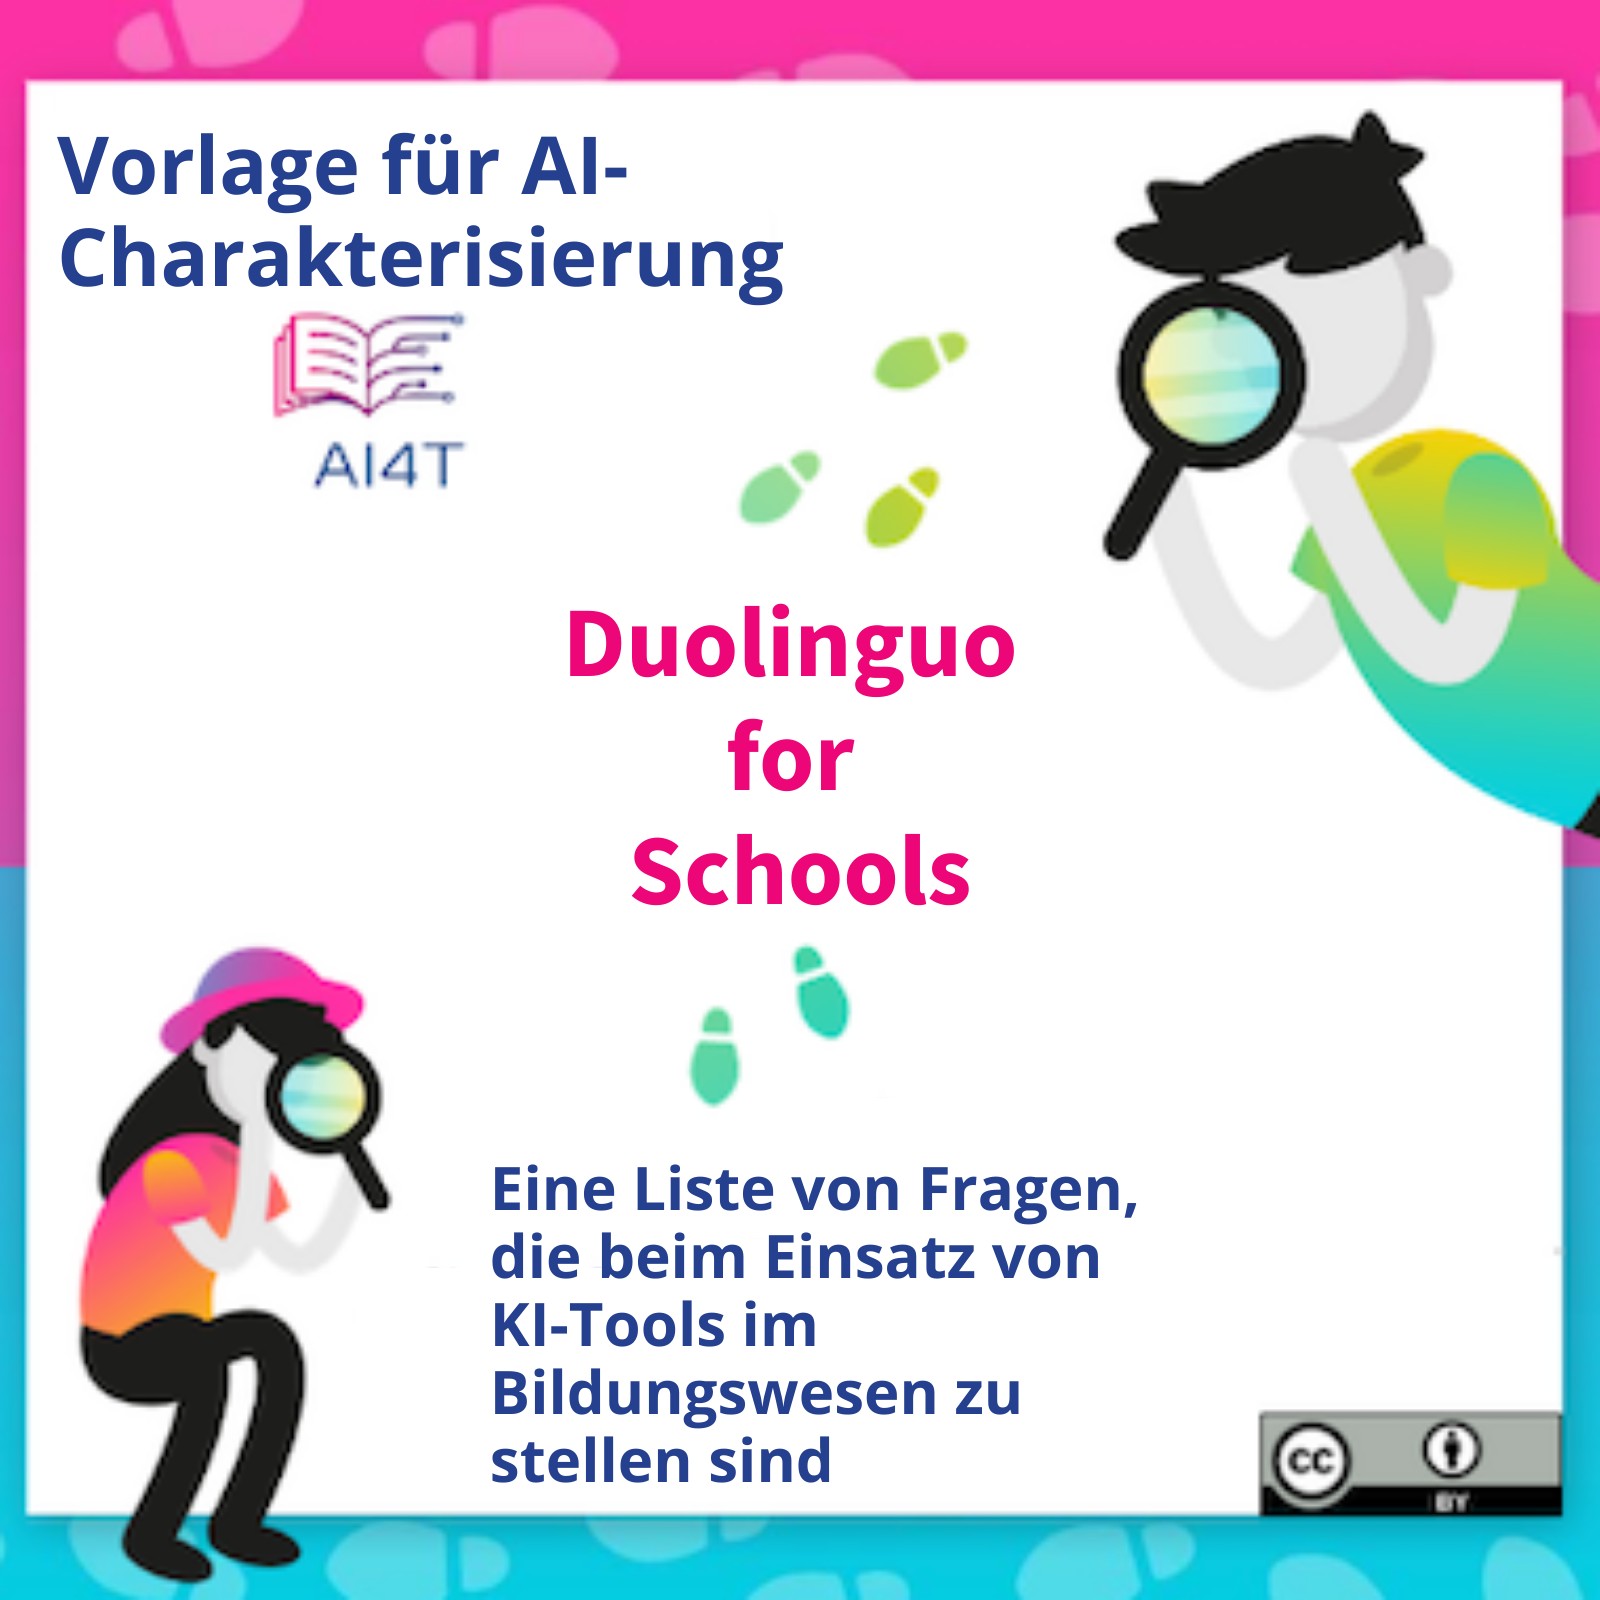 Vorlage für AI-
Charakterisierung
AI4T
Duolinguo
for
Schools
Eine Liste von Fragen,
die beim Einsatz von
KI-Tools im
Bildungswesen zu
stellen sind
cc
BY